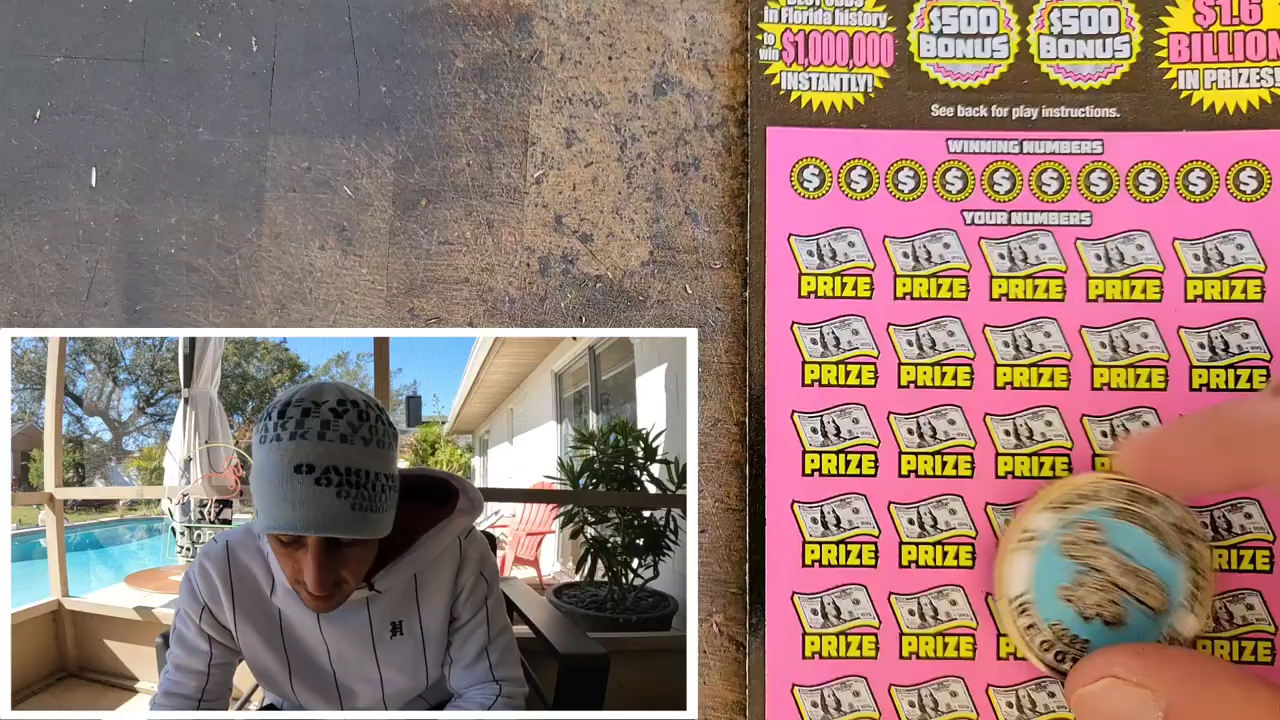 in Florida history
to win $1,000,000
INSTANTLY!
$500
BONUS
$500
BONUS
$1.6
BILLION
IN PRIZES!
See back for play instructions.
WINNING NUMBERS
$ $ $ $ $ $ $ $ $ $
YOUR NUMBERS
PRIZE PRIZE PRIZE PRIZE PRIZE
PRIZE PRIZE PRIZE PRIZE PRIZE
PRIZE PRIZE PRIZE
PRIZE PRIZE PRIZE
PRIZE PRIZE PRIZE
OAKLEY
OAKLEY